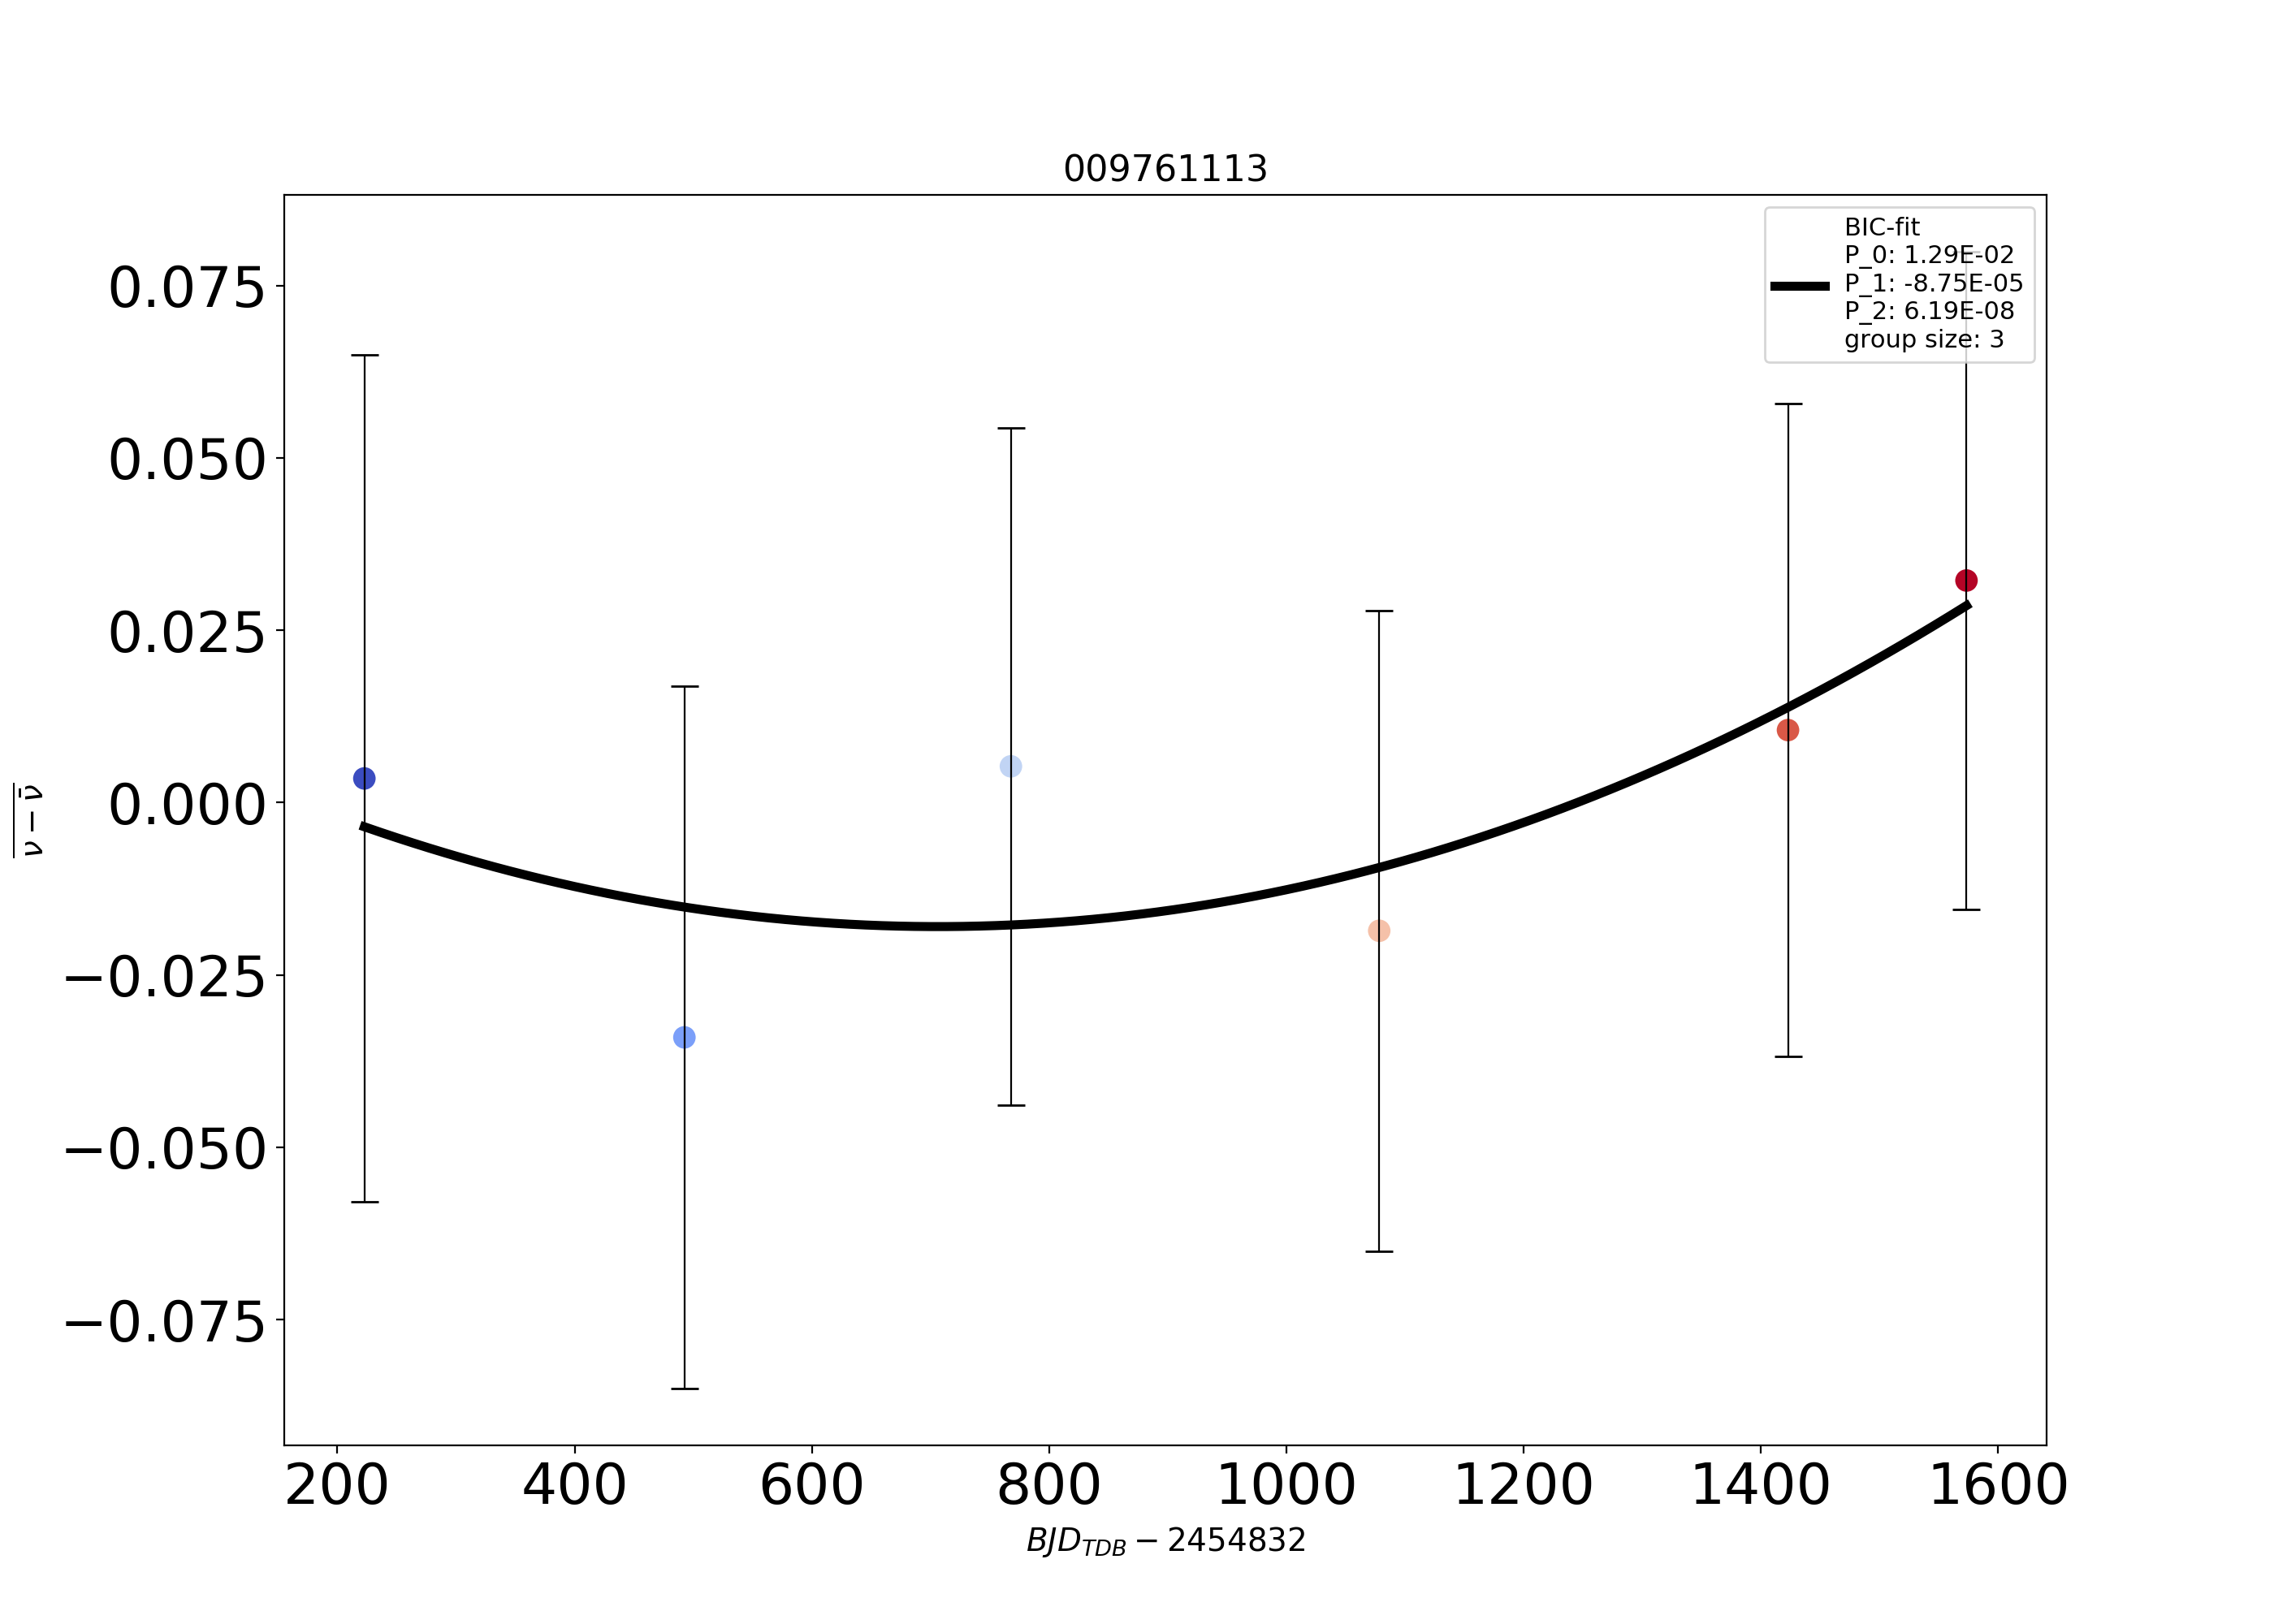 009761113
BIC-fit
P_0: 1.29E-02
P_1: -8.75E-05
P_2: 6.19E-08
group size: 3
0.075
0.050
0.025
0.000
−0.025
−0.050
−0.075
ν − ν̄
200 400 600 800 1000 1200 1400 1600
BJD_TDB − 2454832